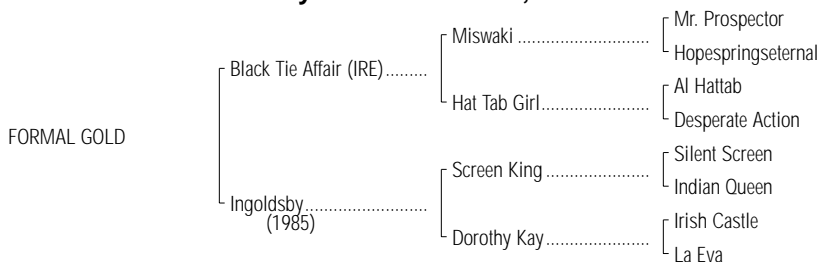 Mr. Prospector
Miswaki
Hopespringseternal
Black Tie Affair (IRE)
Al Hattab
Hat Tab Girl
Desperate Action
FORMAL GOLD
Silent Screen
Screen King
Indian Queen
Ingoldsby
(1985)
Irish Castle
Dorothy Kay
La Eva